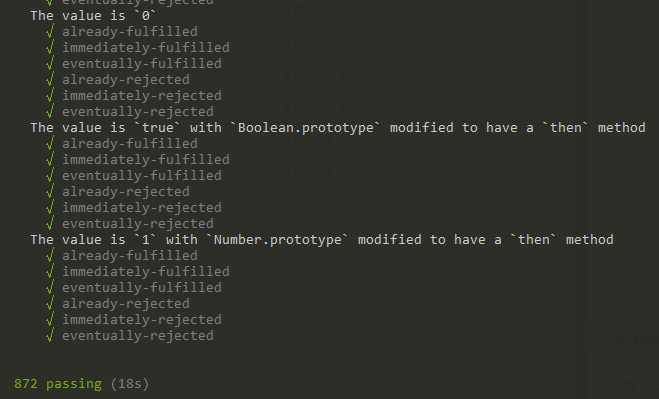 The value is `0`
√ already-fulfilled
√ immediately-fulfilled
√ eventually-fulfilled
√ already-rejected
√ immediately-rejected
√ eventually-rejected
The value is `true` with `Boolean.prototype` modified to have a `then` method
√ already-fulfilled
√ immediately-fulfilled
√ eventually-fulfilled
√ already-rejected
√ immediately-rejected
√ eventually-rejected
The value is `1` with `Number.prototype` modified to have a `then` method
√ already-fulfilled
√ immediately-fulfilled
√ eventually-fulfilled
√ already-rejected
√ immediately-rejected
√ eventually-rejected
872 passing (18s)